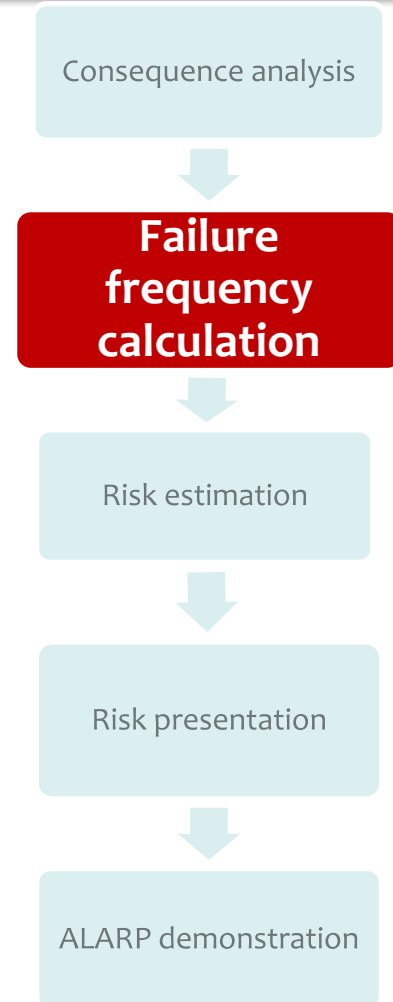 Consequence analysis
Failure
frequency
calculation
Risk estimation
Risk presentation
ALARP demonstration